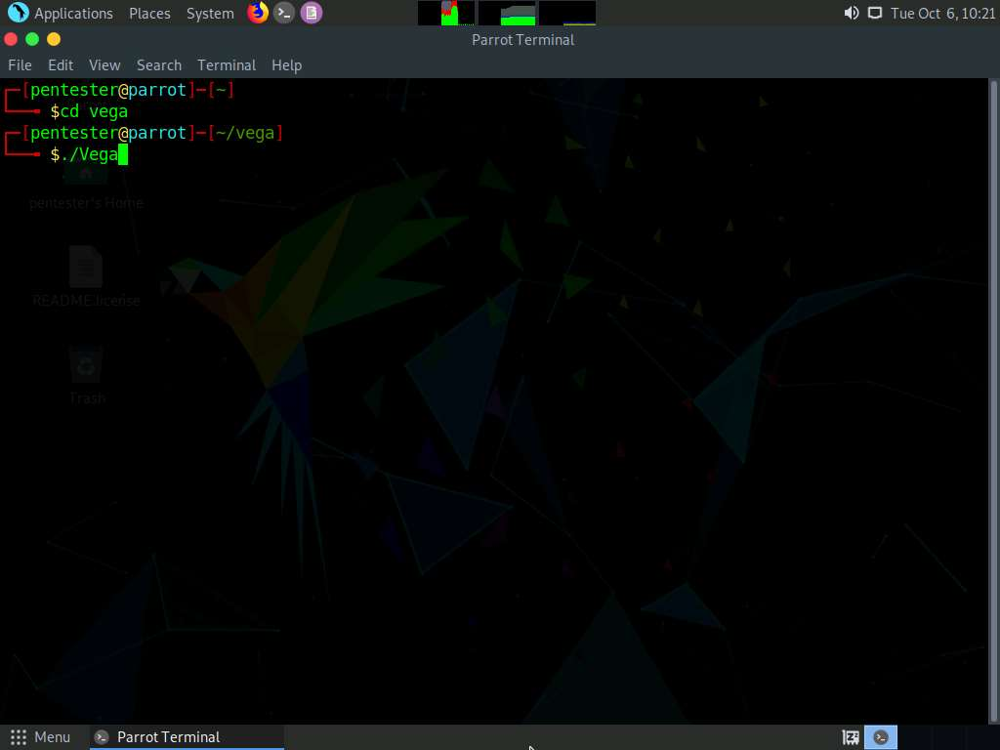 Applications Places System Tue Oct 6, 10:21
Parrot Terminal
File Edit View Search Terminal Help
[pentester@parrot]─[~]
$cd vega
[pentester@parrot]─[~/vega]
$./Vega
pentester's Home
README.license
Trash
Menu Parrot Terminal